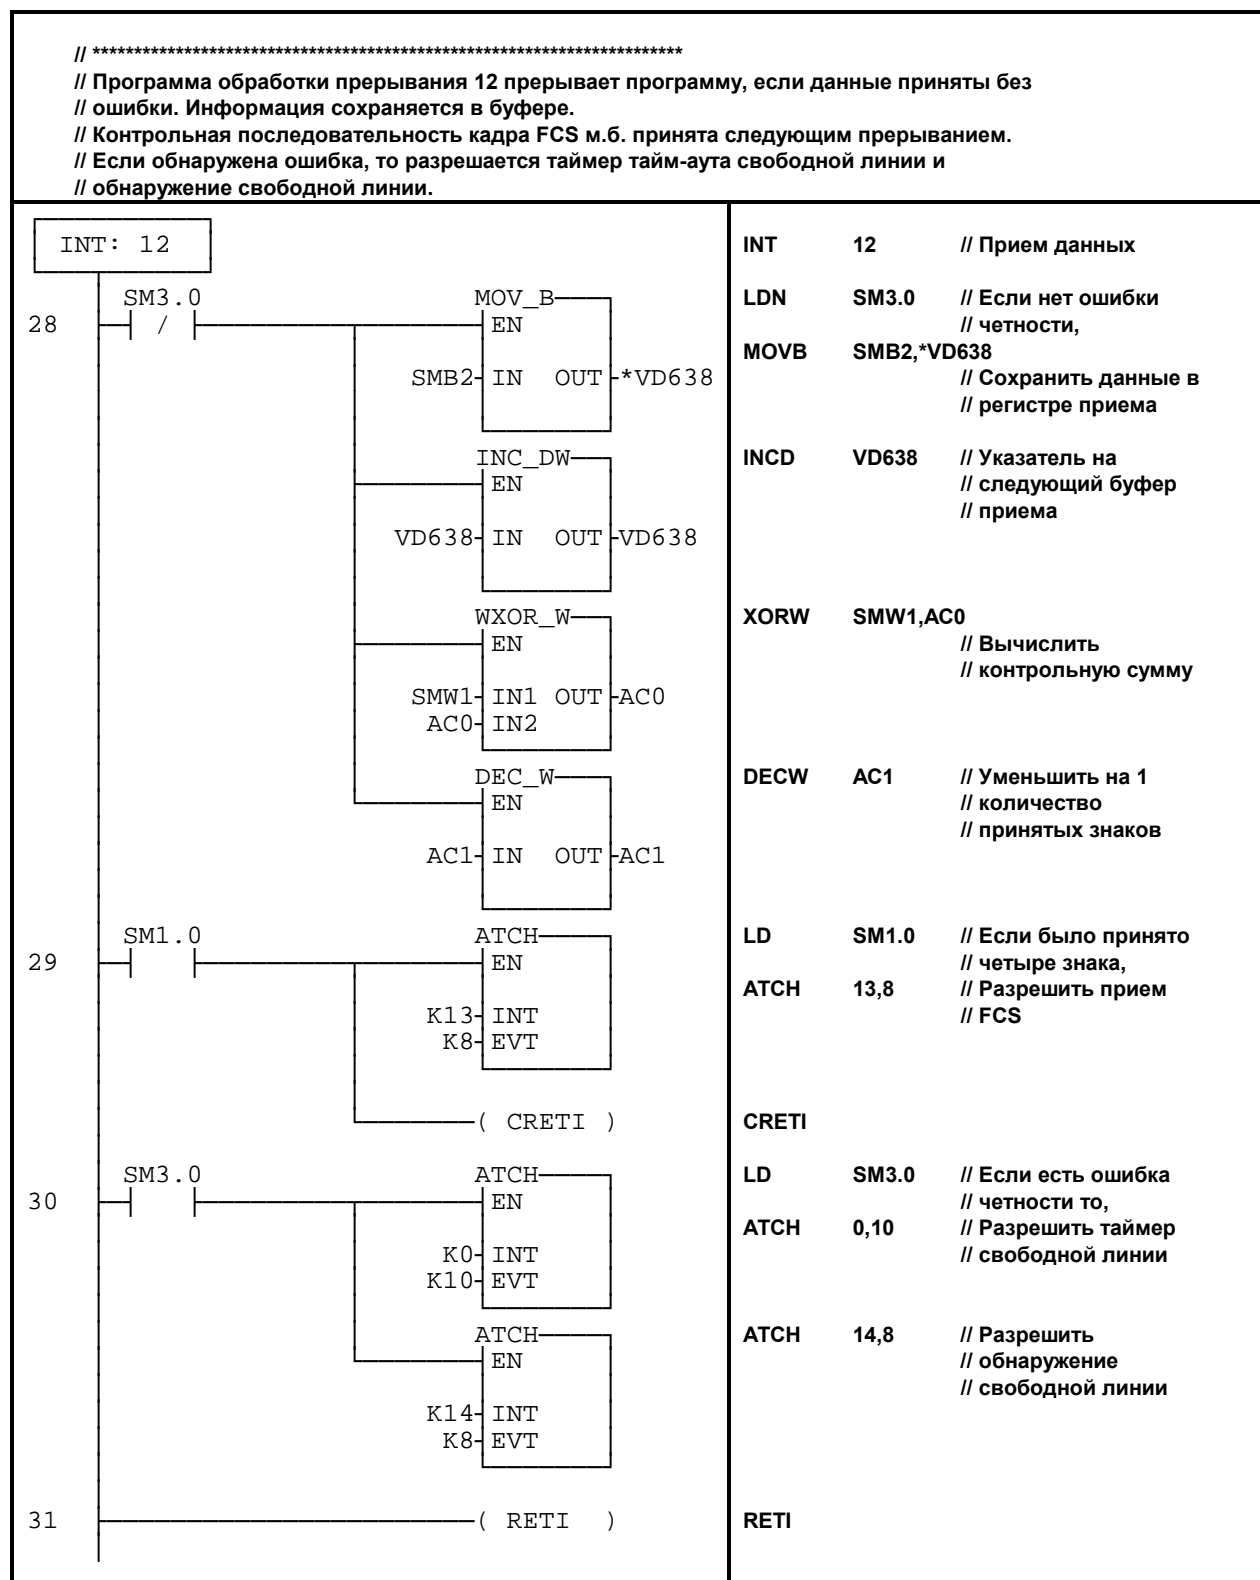 // ***********************************************************************
// Программа обработки прерывания 12 прерывает программу, если данные приняты без
// ошибки. Информация сохраняется в буфере.
// Контрольная последовательность кадра FCS м.б. принята следующим прерыванием.
// Если обнаружена ошибка, то разрешается таймер тайм-аута свободной линии и
// обнаружение свободной линии.
INT: 12
INT 12 // Прием данных
SM3.0 MOV_B
LDN SM3.0 // Если нет ошибки
28 / EN
// четности,
MOVB SMB2,*VD638
SMB2 IN OUT *VD638
// Сохранить данные в
// регистре приема
INC_DW
INCD VD638 // Указатель на
EN
// следующий буфер
// приема
VD638 IN OUT VD638
WXOR_W
XORW SMW1,AC0
EN
// Вычислить
// контрольную сумму
SMW1 IN1 OUT AC0
AC0 IN2
DEC_W
DECW AC1 // Уменьшить на 1
EN
// количество
// принятых знаков
AC1 IN OUT AC1
SM1.0 ATCH
LD SM1.0 // Если было принято
29 EN
// четыре знака,
ATCH 13,8 // Разрешить прием
K13 INT
// FCS
K8 EVT
( CRETI )
CRETI
SM3.0 ATCH
LD SM3.0 // Если есть ошибка
30 EN
// четности то,
ATCH 0,10 // Разрешить таймер
K0 INT
// свободной линии
K10 EVT
ATCH
ATCH 14,8 // Разрешить
EN
// обнаружение
// свободной линии
K14 INT
K8 EVT
31 ( RETI )
RETI